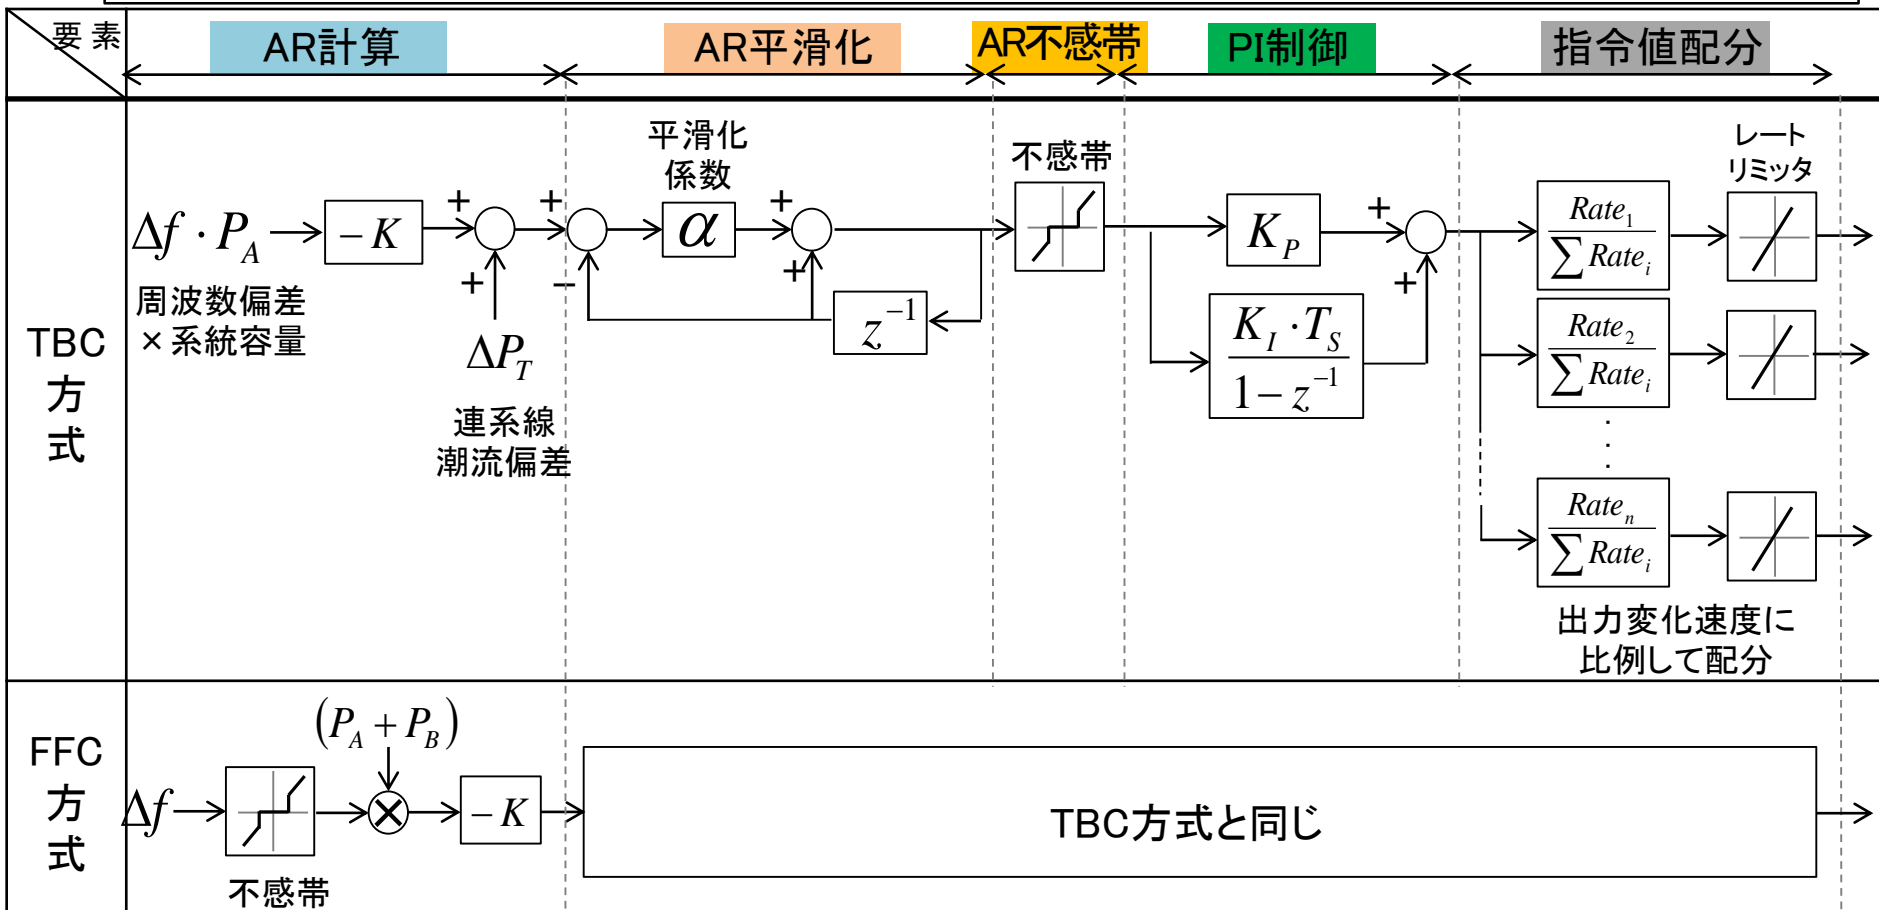 要素
AR計算
AR平滑化
AR不感帯
PI制御
指令値配分
TBC
方
式
Δf・P_A
周波数偏差
×系統容量
−K
+
+
ΔP_T
連系線
潮流偏差
+
−
平滑化
係数
α
+
+
z^{-1}
不感帯
K_P
K_I・T_S
1−z^{-1}
+
+
Rate_1
∑Rate_i
Rate_2
∑Rate_i
・
・
・
Rate_n
∑Rate_i
レート
リミッタ
出力変化速度に
比例して配分
FFC
方
式
Δf
不感帯
(P_A + P_B)
×
−K
TBC方式と同じ